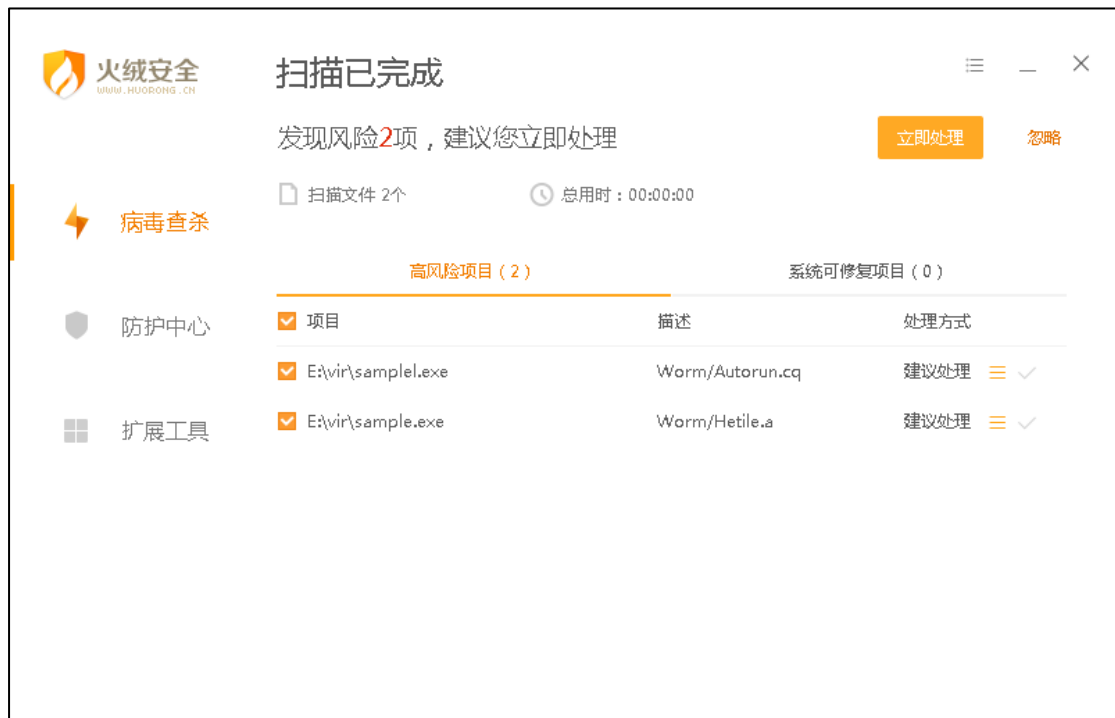 火绒安全
WWW.HUORONG.CN
扫描已完成
发现风险2项，建议您立即处理
立即处理
忽略
扫描文件 2个
总用时：00:00:00
病毒查杀
防护中心
扩展工具
高风险项目（2）
系统可修复项目（0）
项目 描述 处理方式
E:\vir\samplel.exe Worm/Autorun.cq 建议处理
E:\vir\sample.exe Worm/Hetile.a 建议处理